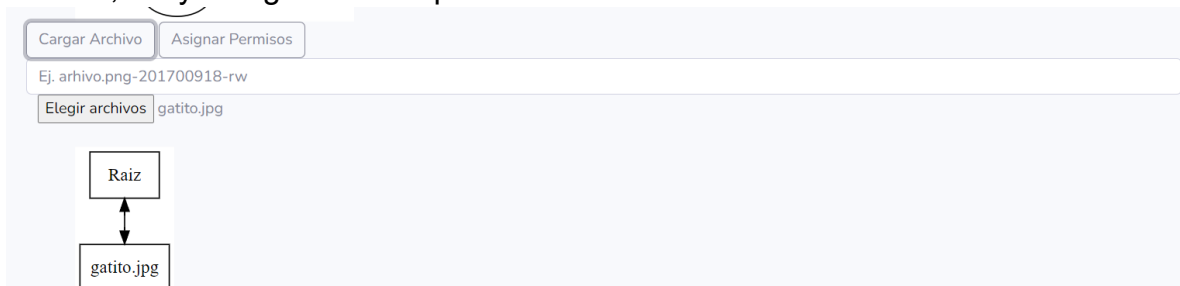 Cargar Archivo Asignar Permisos
Ej. arhivo.png-201700918-rw
Elegir archivos gatito.jpg
Raiz
gatito.jpg